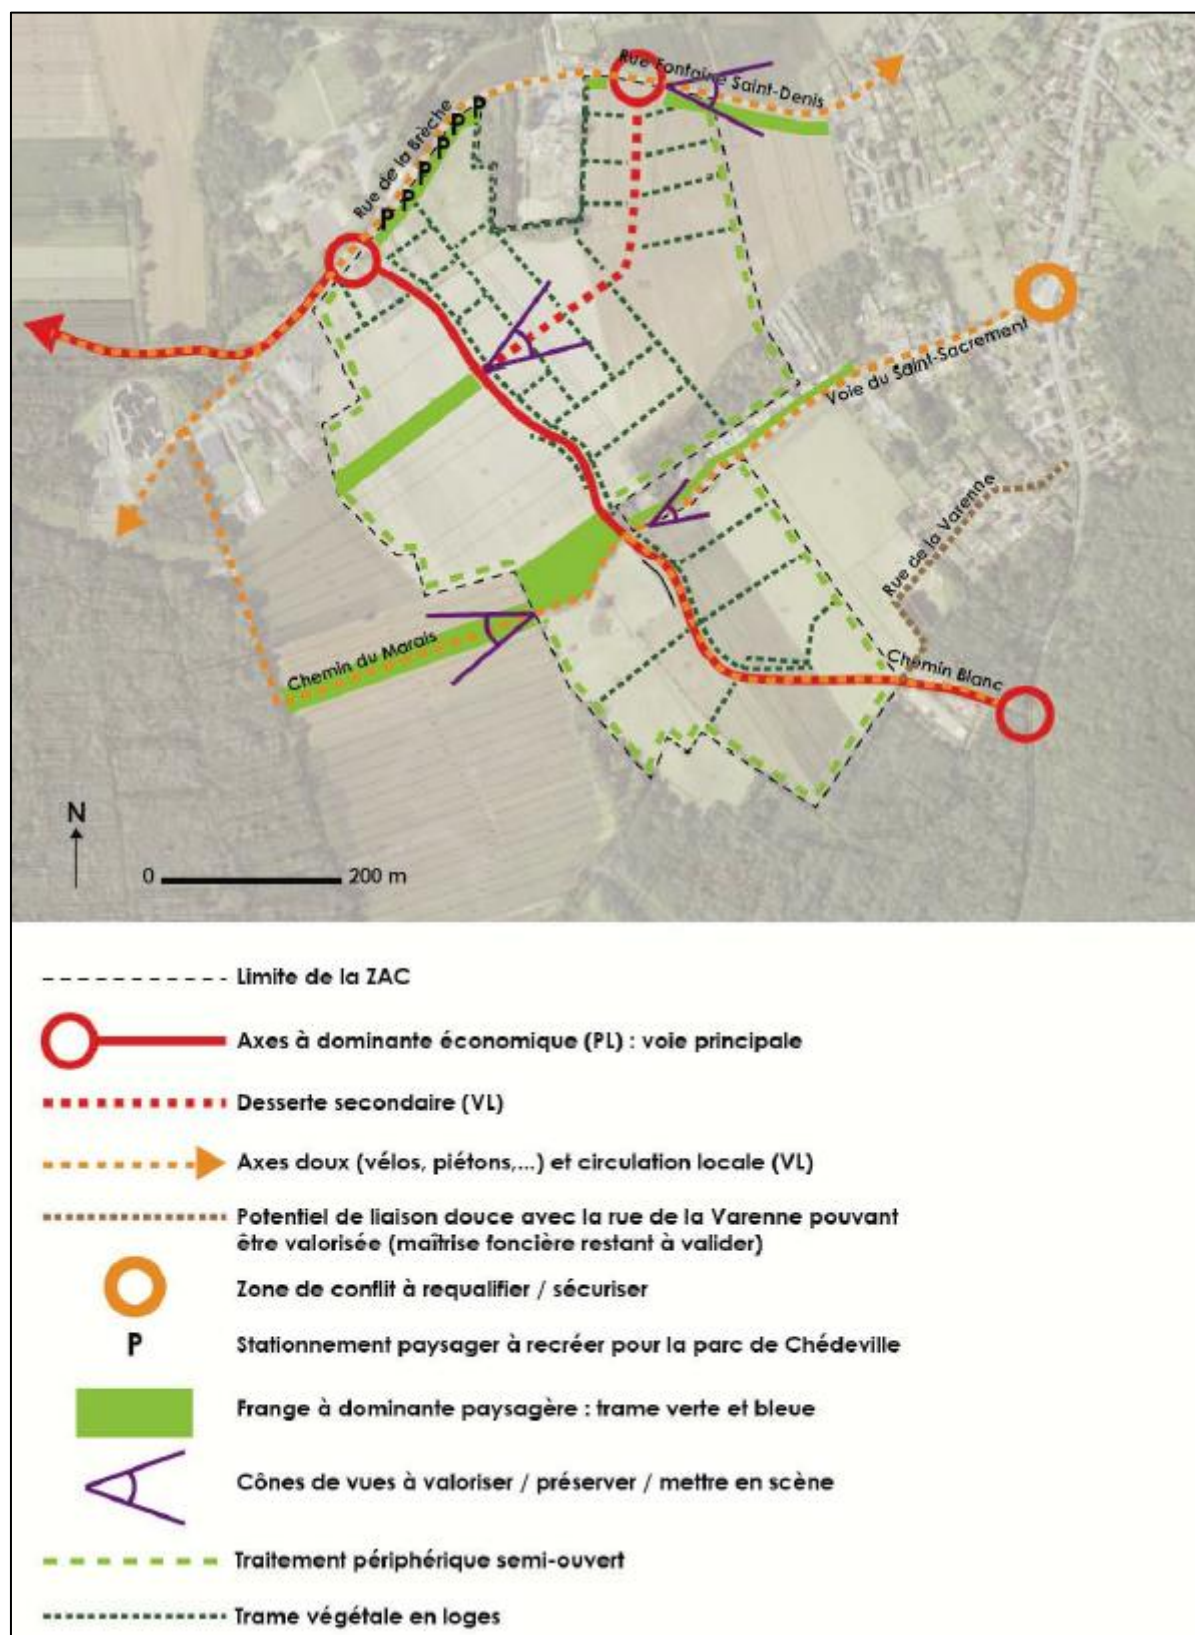 Rue Fontaine Saint-Denis
Rue de la Brèche
P
P
P
P
P
P
Voie du Saint-Sacrement
Rue de la Varenne
Chemin du Marais
Chemin Blanc
N
0 200 m
Limite de la ZAC
Axes à dominante économique (PL) : voie principale
Desserte secondaire (VL)
Axes doux (vélos, piétons,...) et circulation locale (VL)
Potentiel de liaison douce avec la rue de la Varenne pouvant
être valorisée (maîtrise foncière restant à valider)
Zone de conflit à requalifier / sécuriser
P Stationnement paysager à recréer pour la parc de Chédeville
Frange à dominante paysagère : trame verte et bleue
Cônes de vues à valoriser / préserver / mettre en scène
Traitement périphérique semi-ouvert
Trame végétale en loges